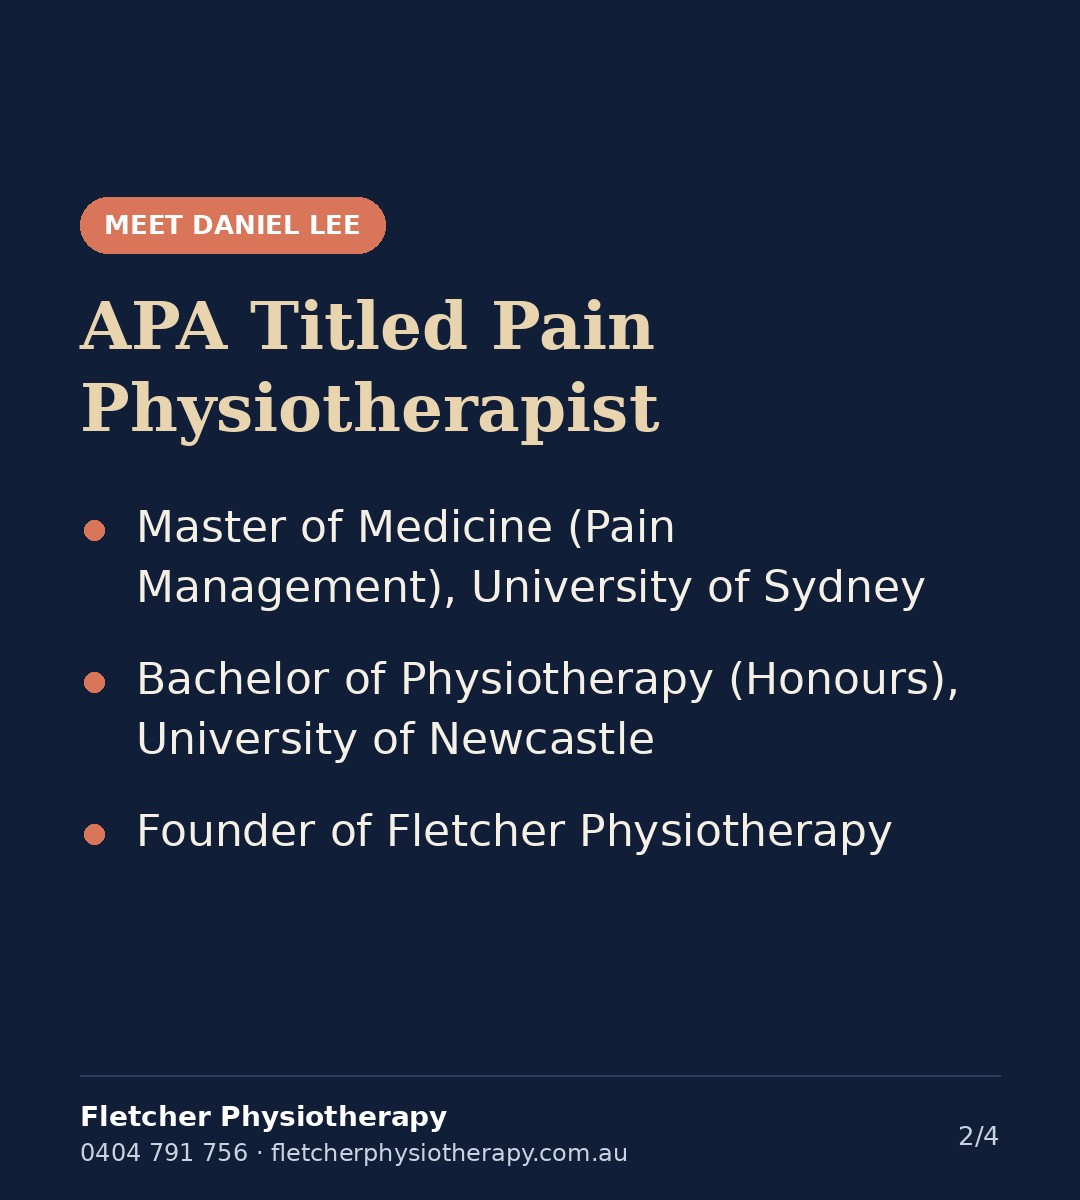 MEET DANIEL LEE
APA Titled Pain
Physiotherapist
Master of Medicine (Pain
Management), University of Sydney
Bachelor of Physiotherapy (Honours),
University of Newcastle
Founder of Fletcher Physiotherapy
Fletcher Physiotherapy
0404 791 756 · fletcherphysiotherapy.com.au
2/4